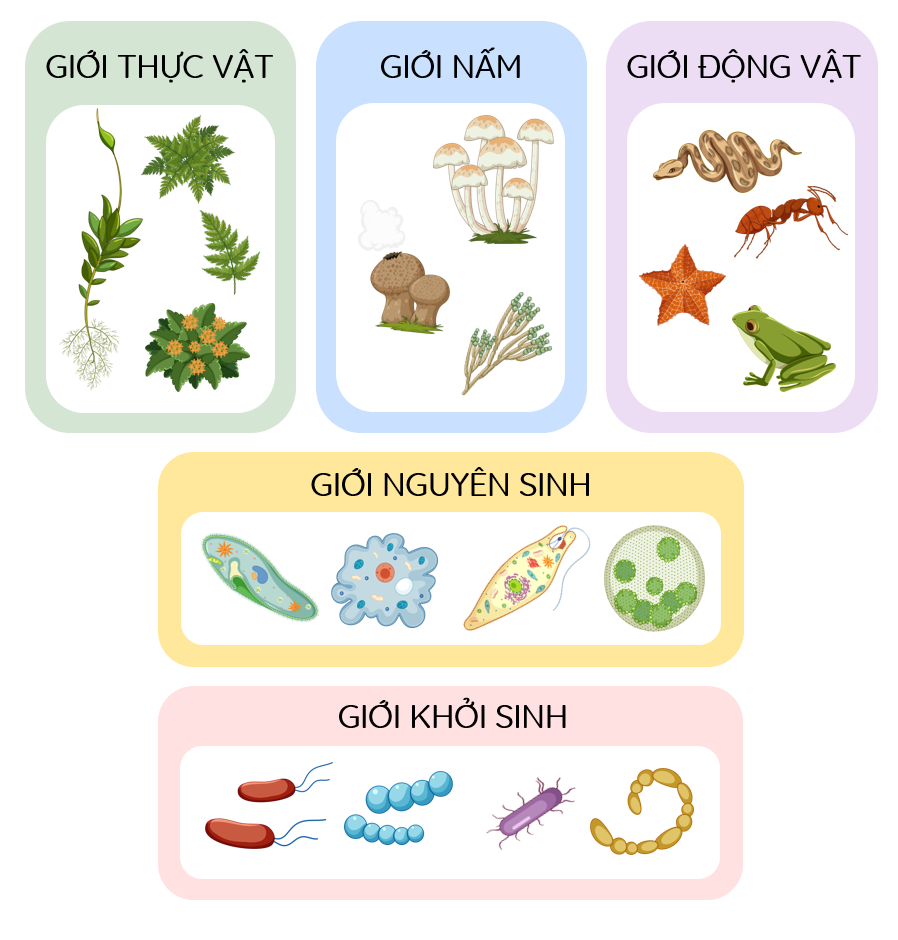 GIỚI THỰC VẬT
GIỚI NẤM
GIỚI ĐỘNG VẬT
GIỚI NGUYÊN SINH
GIỚI KHỞI SINH